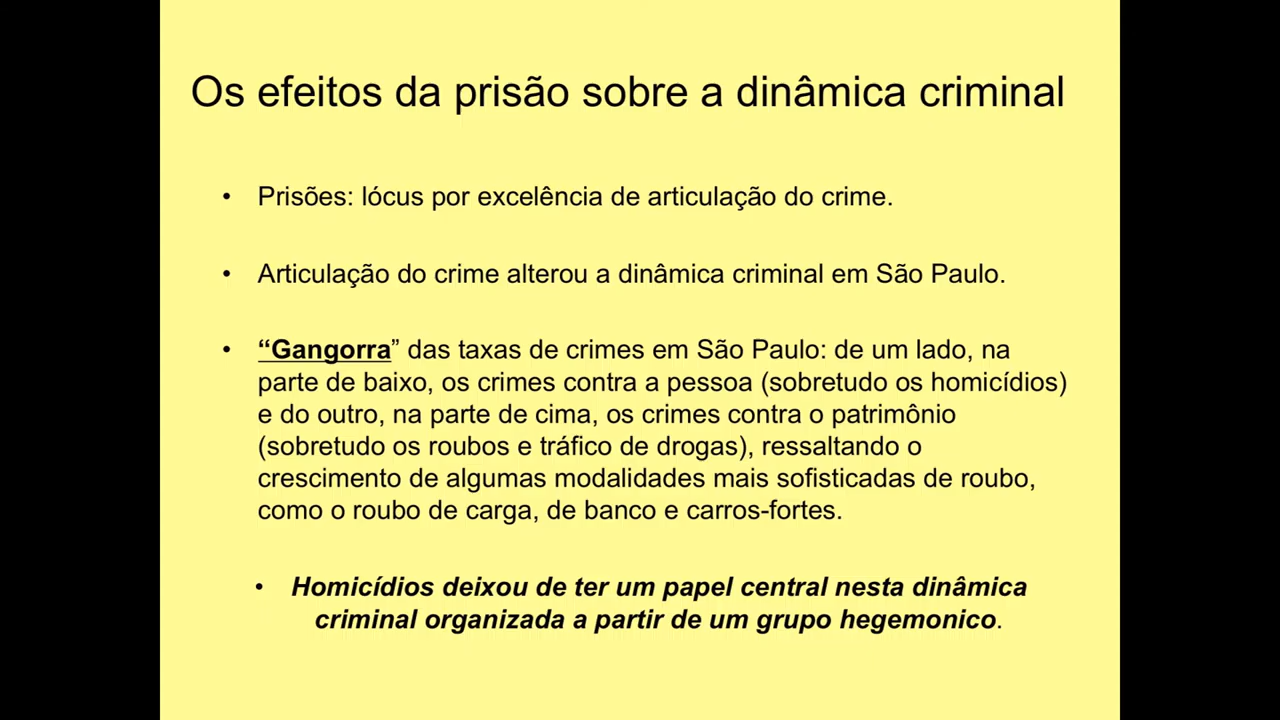 Os efeitos da prisão sobre a dinâmica criminal
• Prisões: lócus por excelência de articulação do crime.
• Articulação do crime alterou a dinâmica criminal em São Paulo.
• “Gangorra” das taxas de crimes em São Paulo: de um lado, na
parte de baixo, os crimes contra a pessoa (sobretudo os homicídios)
e do outro, na parte de cima, os crimes contra o patrimônio
(sobretudo os roubos e tráfico de drogas), ressaltando o
crescimento de algumas modalidades mais sofisticadas de roubo,
como o roubo de carga, de banco e carros-fortes.
• Homicídios deixou de ter um papel central nesta dinâmica
criminal organizada a partir de um grupo hegemonico.